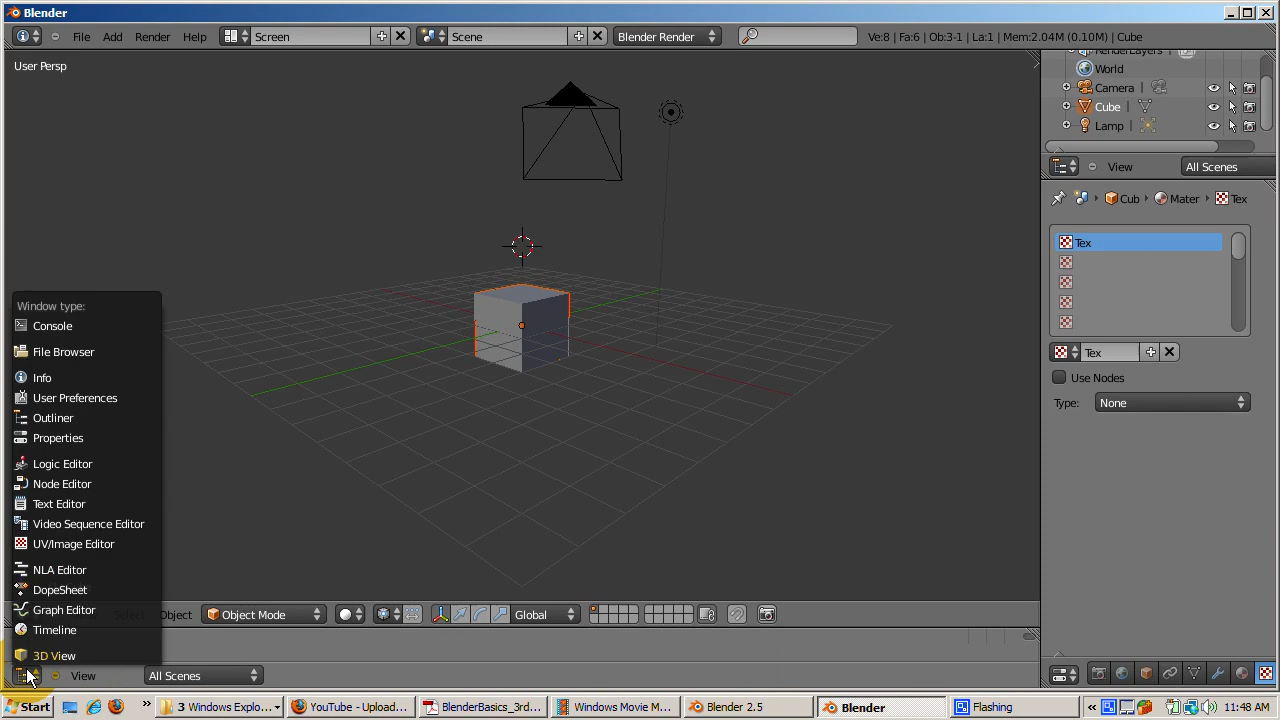 Blender
File Add Render Help Screen Scene Blender Render Ve:8 | Fa:6 | Ob:3-1 | La:1 | Mem:2.04M (0.10M) | Cube
User Persp
RenderLayers
World
Camera
Cube
Lamp
View All Scenes
Cub Mater Tex
Tex
Tex
Use Nodes
Type: None
Window type:
Console
File Browser
Info
User Preferences
Outliner
Properties
Logic Editor
Node Editor
Text Editor
Video Sequence Editor
UV/Image Editor
NLA Editor
DopeSheet
Graph Editor
Timeline
3D View
Select Object Object Mode Global
View All Scenes
Start 3 Windows Explo... YouTube - Upload... BlenderBasics_3rd... Windows Movie M... Blender 2.5 Blender Flashing 11:48 AM